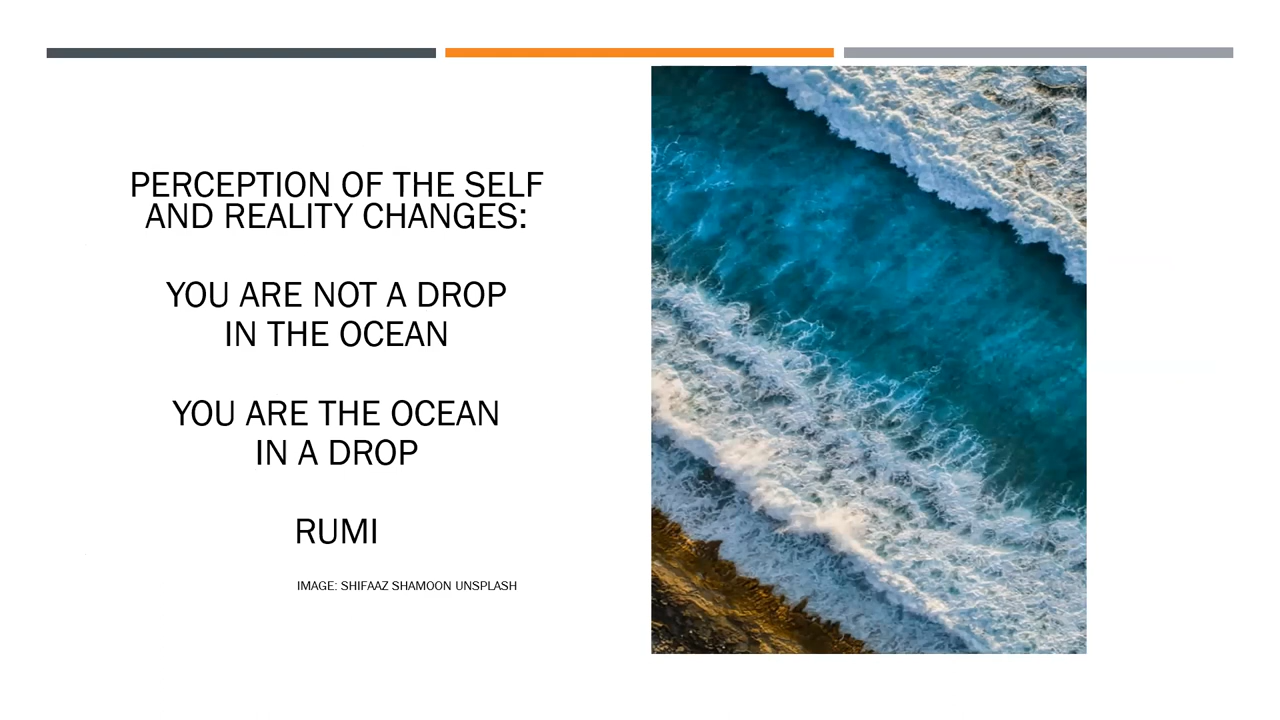 PERCEPTION OF THE SELF
AND REALITY CHANGES:
YOU ARE NOT A DROP
IN THE OCEAN
YOU ARE THE OCEAN
IN A DROP
RUMI
IMAGE: SHIFAAZ SHAMOON UNSPLASH